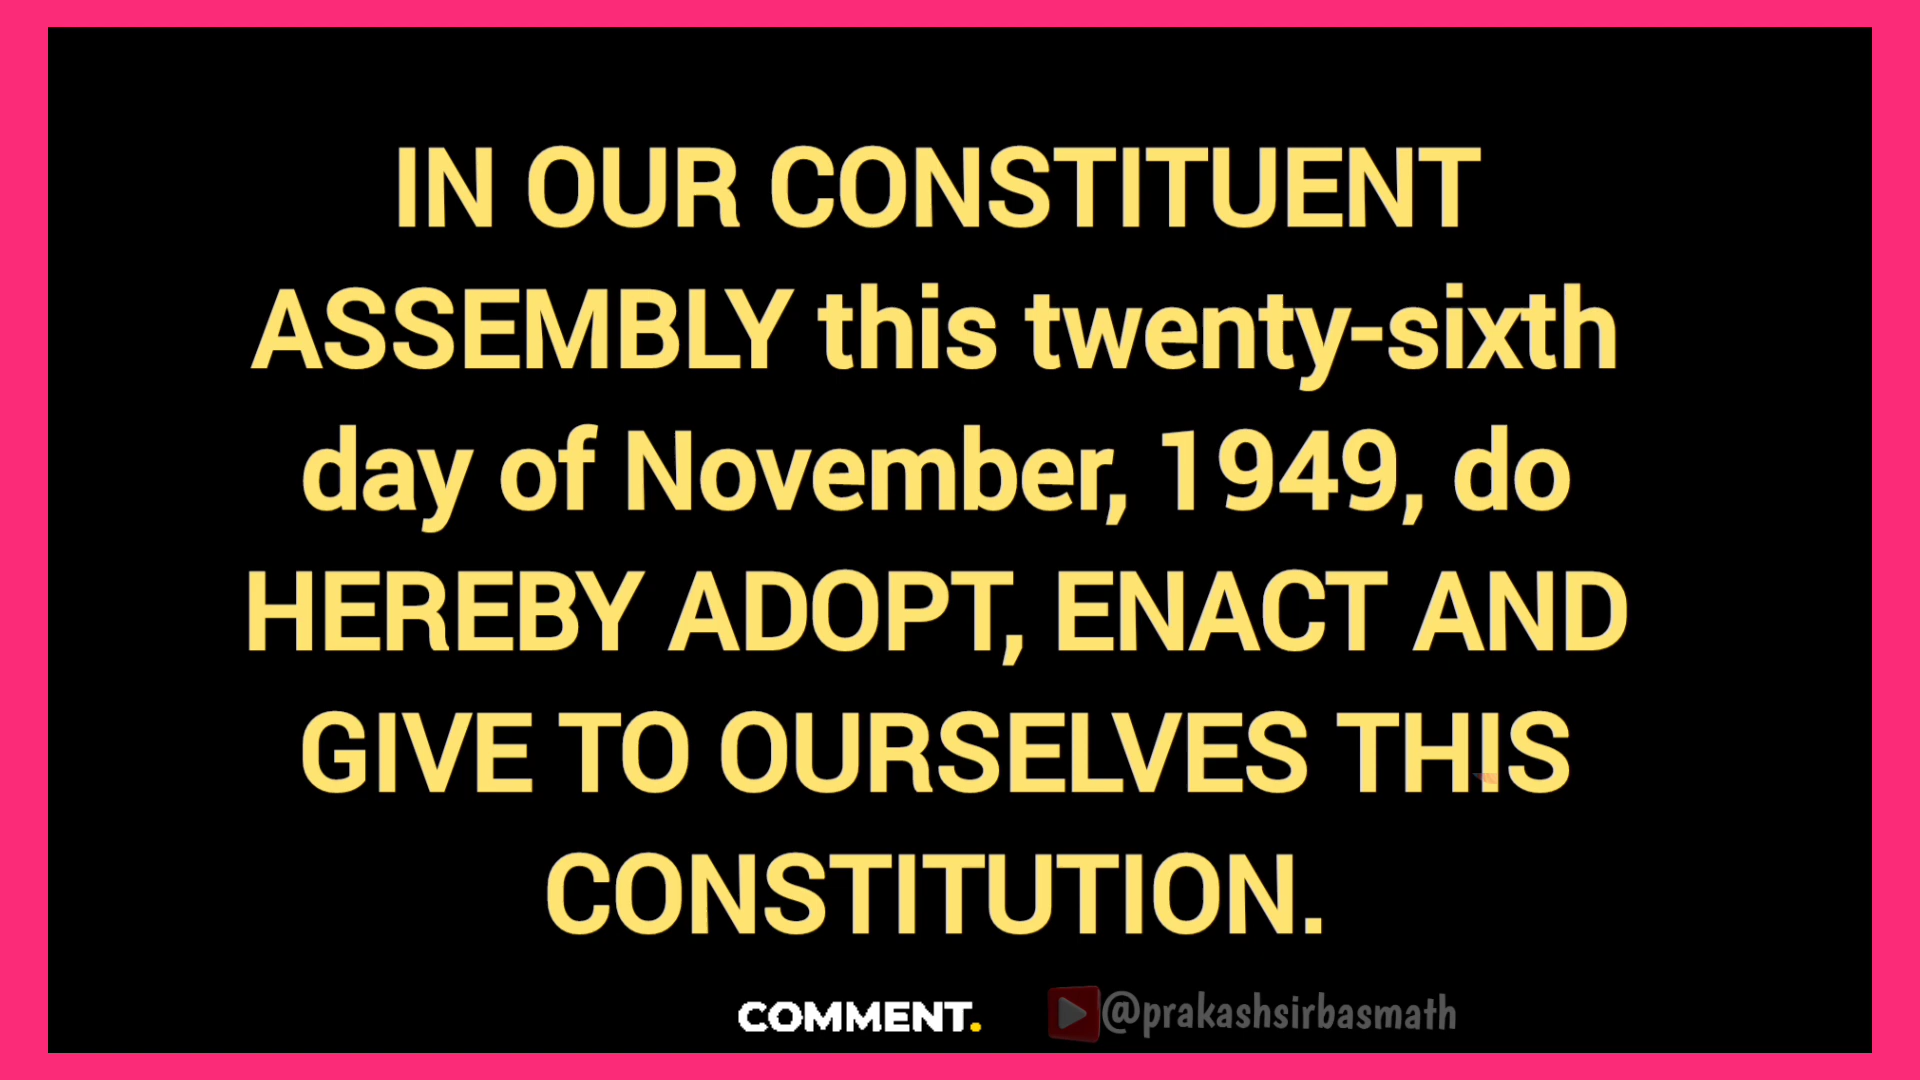 IN OUR CONSTITUENT
ASSEMBLY this twenty-sixth
day of November, 1949, do
HEREBY ADOPT, ENACT AND
GIVE TO OURSELVES THIS
CONSTITUTION.
COMMENT. @prakashsirbasmath